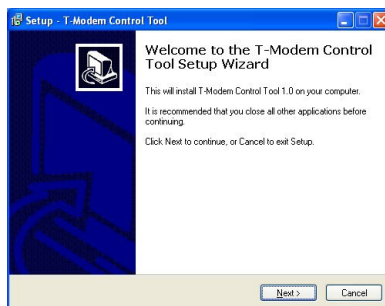 Setup - T-Modem Control Tool
Welcome to the T-Modem Control
Tool Setup Wizard
This will install T-Modem Control Tool 1.0 on your computer.
It is recommended that you close all other applications before
continuing.
Click Next to continue, or Cancel to exit Setup.
Next >
Cancel